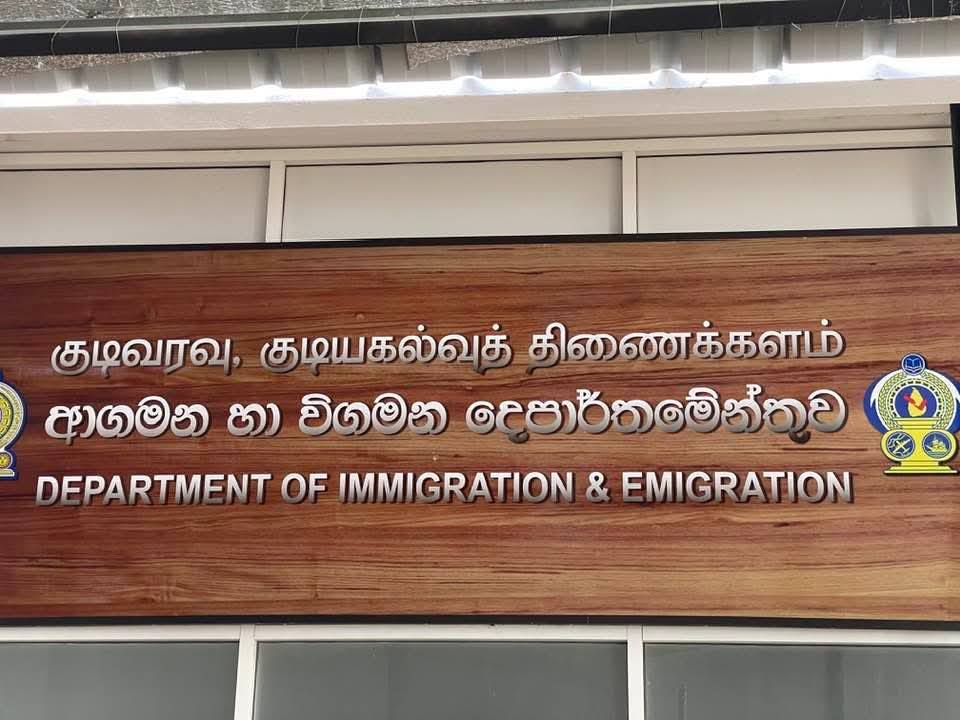 குடிவரவு, குடியகல்வுத் திணைக்களம்
ආගමන හා විගමන දෙපාර්තමේන්තුව
DEPARTMENT OF IMMIGRATION & EMIGRATION